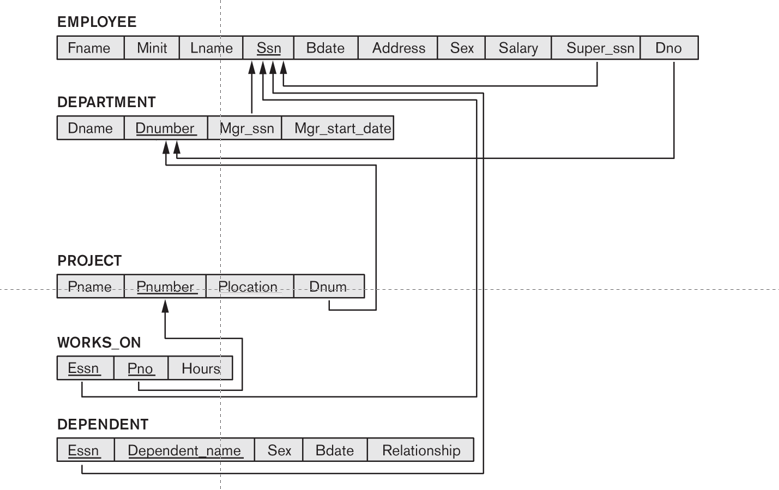 EMPLOYEE
Fname Minit Lname Ssn Bdate Address Sex Salary Super_ssn Dno
DEPARTMENT
Dname Dnumber Mgr_ssn Mgr_start_date
PROJECT
Pname Pnumber Plocation Dnum
WORKS_ON
Essn Pno Hours
DEPENDENT
Essn Dependent_name Sex Bdate Relationship